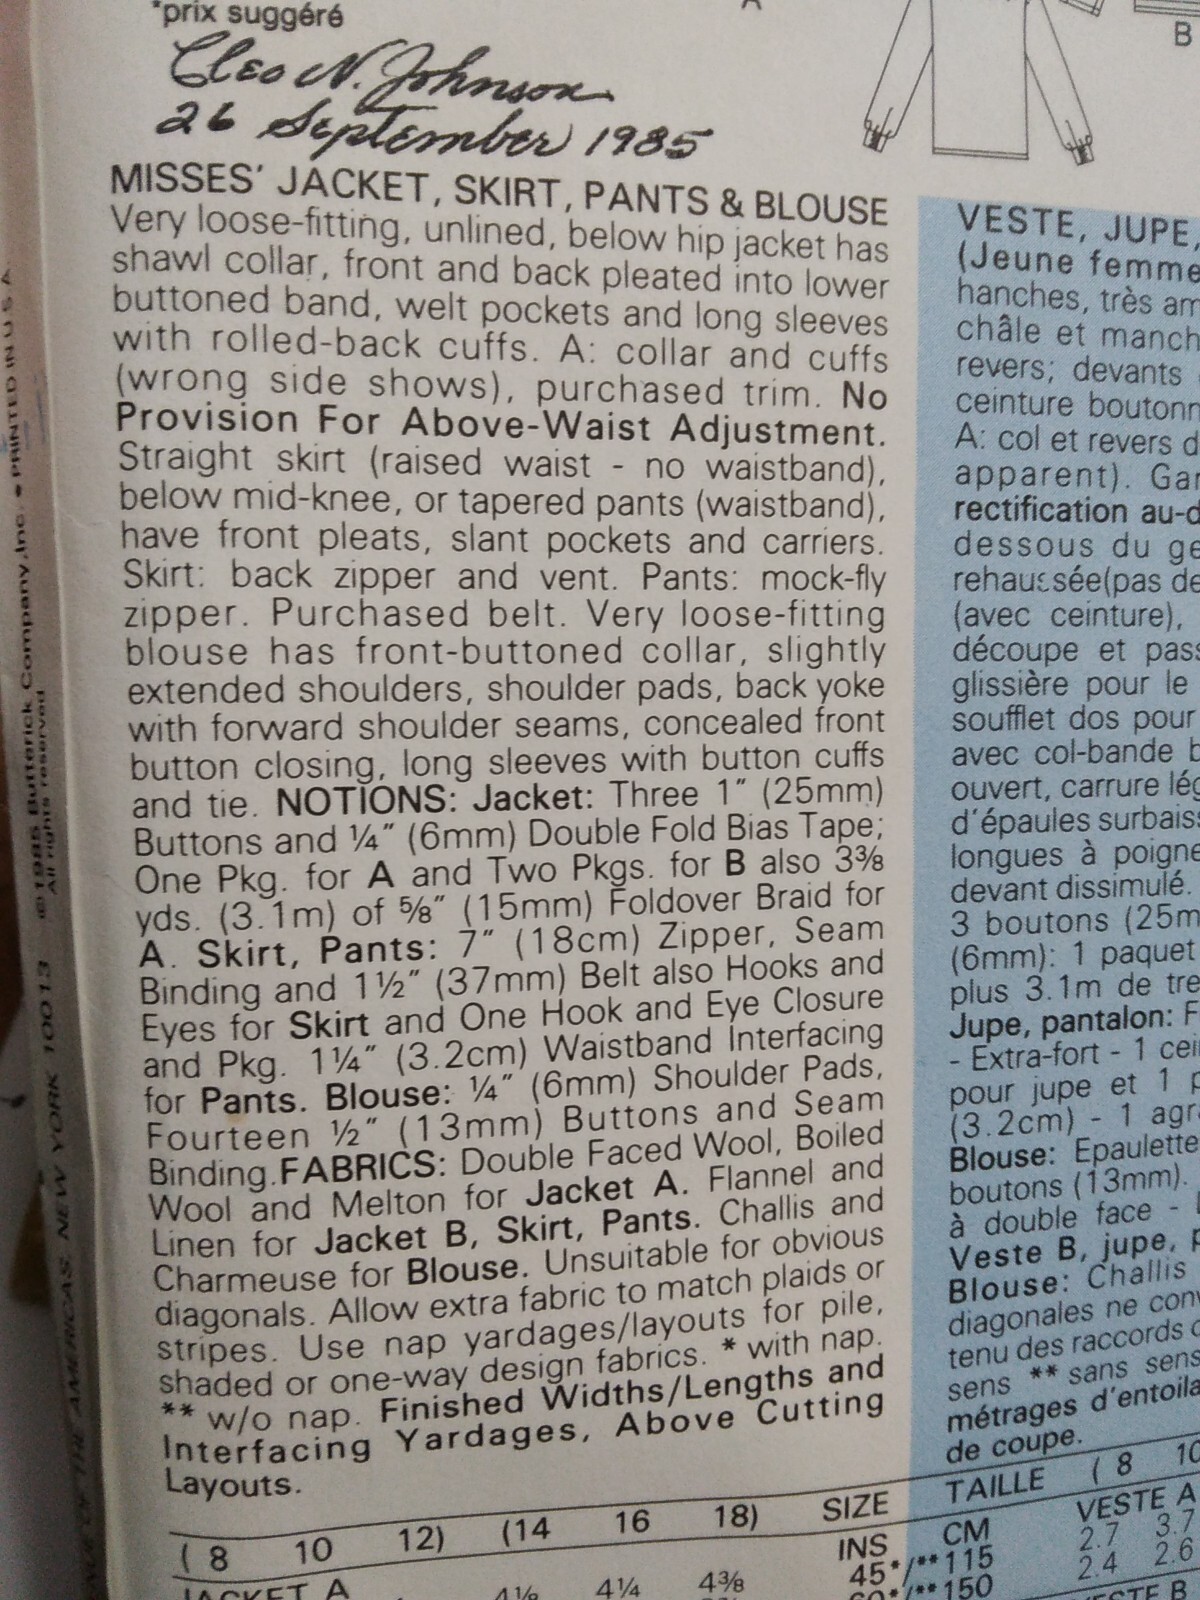 *prix suggéré
A
B
Cleo N. Johnson
26 September 1985
MISSES' JACKET, SKIRT, PANTS & BLOUSE
Very loose-fitting, unlined, below hip jacket has
shawl collar, front and back pleated into lower
buttoned band, welt pockets and long sleeves
with rolled-back cuffs. A: collar and cuffs
(wrong side shows), purchased trim. No
Provision For Above-Waist Adjustment.
Straight skirt (raised waist - no waistband),
below mid-knee, or tapered pants (waistband),
have front pleats, slant pockets and carriers.
Skirt: back zipper and vent. Pants: mock-fly
zipper. Purchased belt. Very loose-fitting
blouse has front-buttoned collar, slightly
extended shoulders, shoulder pads, back yoke
with forward shoulder seams, concealed front
button closing, long sleeves with button cuffs
and tie. NOTIONS: Jacket: Three 1" (25mm)
Buttons and ¼" (6mm) Double Fold Bias Tape;
One Pkg. for A and Two Pkgs. for B also 3⅜
yds. (3.1m) of ⅝" (15mm) Foldover Braid for
A. Skirt, Pants: 7" (18cm) Zipper, Seam
Binding and 1½" (37mm) Belt also Hooks and
Eyes for Skirt and One Hook and Eye Closure
and Pkg. 1¼" (3.2cm) Waistband Interfacing
for Pants. Blouse: ¼" (6mm) Shoulder Pads,
Fourteen ½" (13mm) Buttons and Seam
Binding. FABRICS: Double Faced Wool, Boiled
Wool and Melton for Jacket A. Flannel and
Linen for Jacket B, Skirt, Pants. Challis and
Charmeuse for Blouse. Unsuitable for obvious
diagonals. Allow extra fabric to match plaids or
stripes. Use nap yardages/layouts for pile,
shaded or one-way design fabrics. * with nap.
** w/o nap. Finished Widths/Lengths and
Interfacing Yardages, Above Cutting
Layouts.
( 8 10 12) (14 16 18) SIZE
INS
JACKET A
4⅛ 4¼ 4⅜ 45*/**
60*/**
VESTE, JUPE,
(Jeune femme
hanches, très am
châle et manch
revers; devants
ceinture boutonn
A: col et revers d
apparent). Gar
rectification au-d
dessous du ge
rehaussée(pas de
(avec ceinture),
découpe et pass
glissière pour le
soufflet dos pour
avec col-bande b
ouvert, carrure lég
d'épaules surbaiss
longues à poigne
devant dissimulé.
3 boutons (25m
(6mm): 1 paquet
plus 3.1m de tre
Jupe, pantalon: F
- Extra-fort - 1 cei
pour jupe et 1 p
(3.2cm) - 1 agr
Blouse: Epaulette
boutons (13mm).
à double face -
Veste B, jupe, p
Blouse: Challis
diagonales ne conv
tenu des raccords o
sens ** sans sens
métrages d'entoila
de coupe.
TAILLE ( 8 10
CM VESTE A
115 2.7 3.7
150 2.4 2.6
VESTE B
©1985 Butterick Company, Inc. • PRINTED IN U.S.A.
All rights reserved
OF THE AMERICAS, NEW YORK 10013